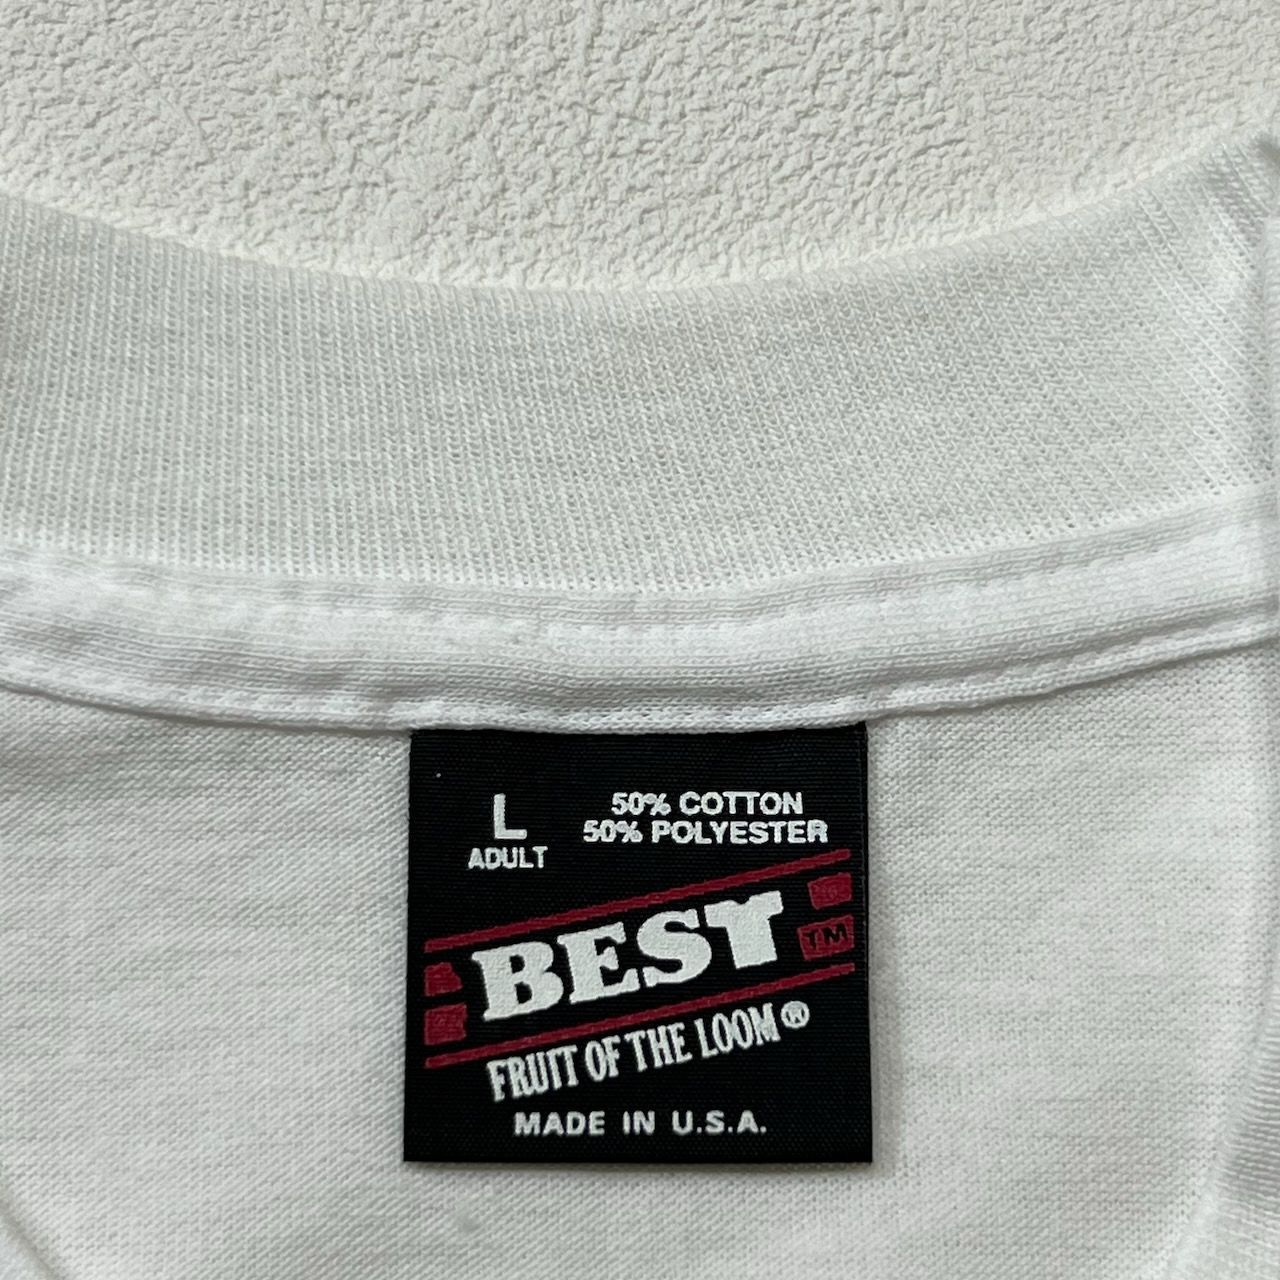 L
ADULT
50% COTTON
50% POLYESTER
BEST
TM
FRUIT OF THE LOOM®
MADE IN U.S.A.